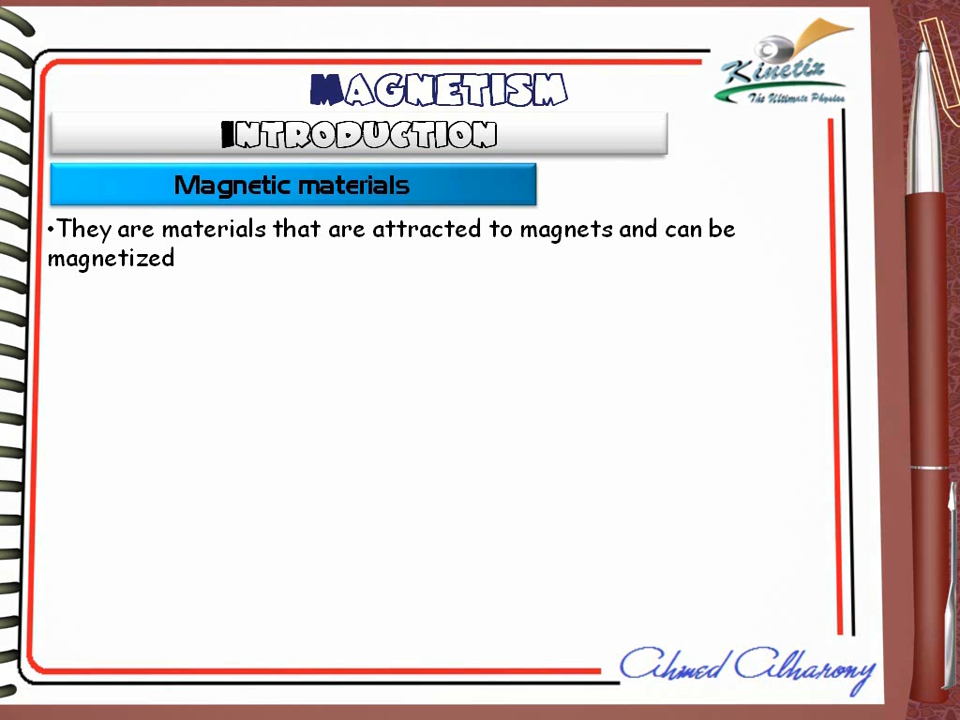 Kinetix
The Ultimate Physics
MAGNETISM
INTRODUCTION
Magnetic materials
•They are materials that are attracted to magnets and can be
magnetized
Ahmed Alharony